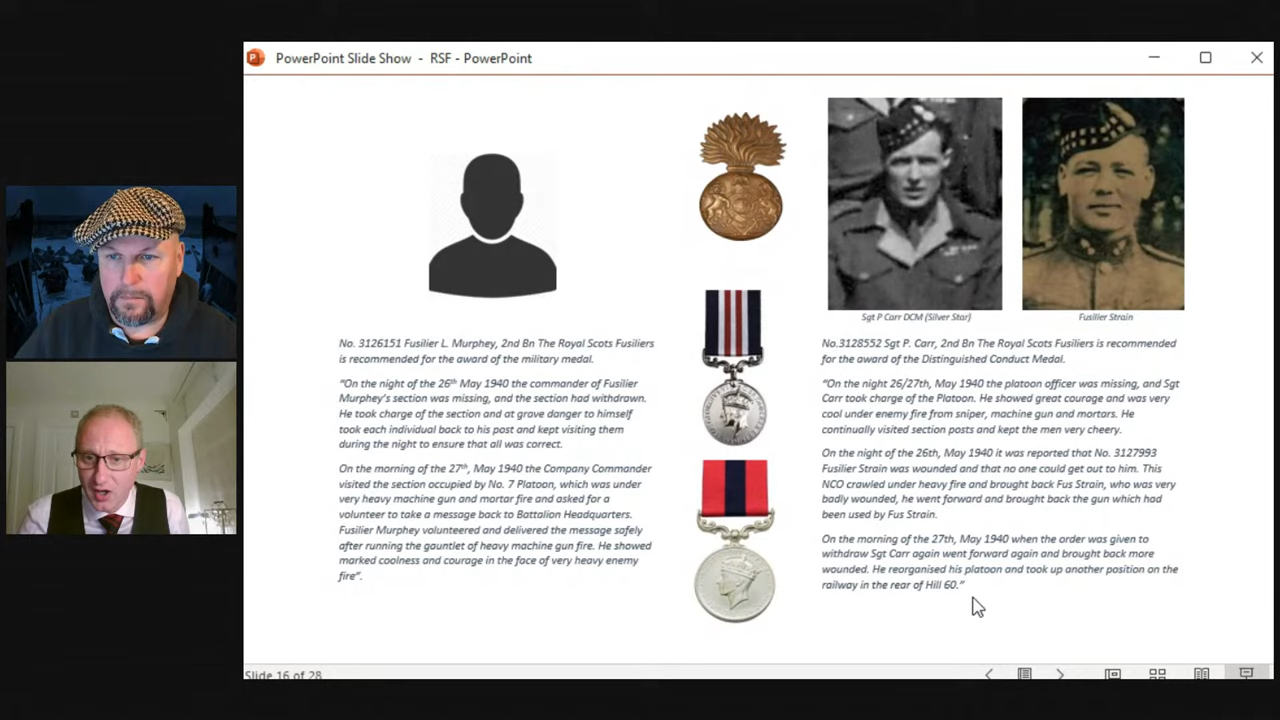 PowerPoint Slide Show - RSF - PowerPoint
No. 3126151 Fusilier L. Murphey, 2nd Bn The Royal Scots Fusiliers
is recommended for the award of the military medal.
"On the night of the 26th May 1940 the commander of Fusilier
Murphey's section was missing, and the section had withdrawn.
He took charge of the section and at grave danger to himself
took each individual back to his post and kept visiting them
during the night to ensure that all was correct.
On the morning of the 27th, May 1940 the Company Commander
visited the section occupied by No. 7 Platoon, which was under
very heavy machine gun and mortar fire and asked for a
volunteer to take a message back to Battalion Headquarters.
Fusilier Murphey volunteered and delivered the message safely
after running the gauntlet of heavy machine gun fire. He showed
marked coolness and courage in the face of very heavy enemy
fire".
Sgt P Carr DCM (Silver Star)
Fusilier Strain
No.3128552 Sgt P. Carr, 2nd Bn The Royal Scots Fusiliers is recommended
for the award of the Distinguished Conduct Medal.
"On the night 26/27th, May 1940 the platoon officer was missing, and Sgt
Carr took charge of the Platoon. He showed great courage and was very
cool under enemy fire from sniper, machine gun and mortars. He
continually visited section posts and kept the men very cheery.
On the night of the 26th, May 1940 it was reported that No. 3127993
Fusilier Strain was wounded and that no one could get out to him. This
NCO crawled under heavy fire and brought back Fus Strain, who was very
badly wounded, he went forward and brought back the gun which had
been used by Fus Strain.
On the morning of the 27th, May 1940 when the order was given to
withdraw Sgt Carr again went forward again and brought back more
wounded. He reorganised his platoon and took up another position on the
railway in the rear of Hill 60."
Slide 16 of 28